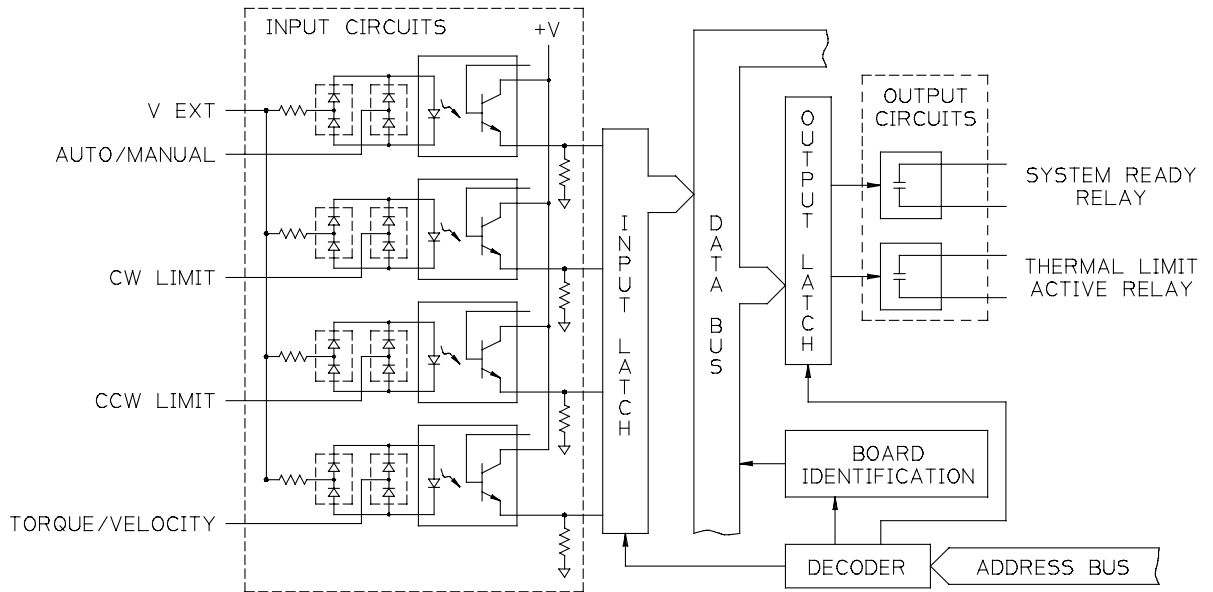 INPUT CIRCUITS
+V
V EXT
AUTO/MANUAL
CW LIMIT
CCW LIMIT
TORQUE/VELOCITY
INPUT LATCH
DATA BUS
OUTPUT LATCH
OUTPUT
CIRCUITS
SYSTEM READY
RELAY
THERMAL LIMIT
ACTIVE RELAY
BOARD
IDENTIFICATION
DECODER
ADDRESS BUS